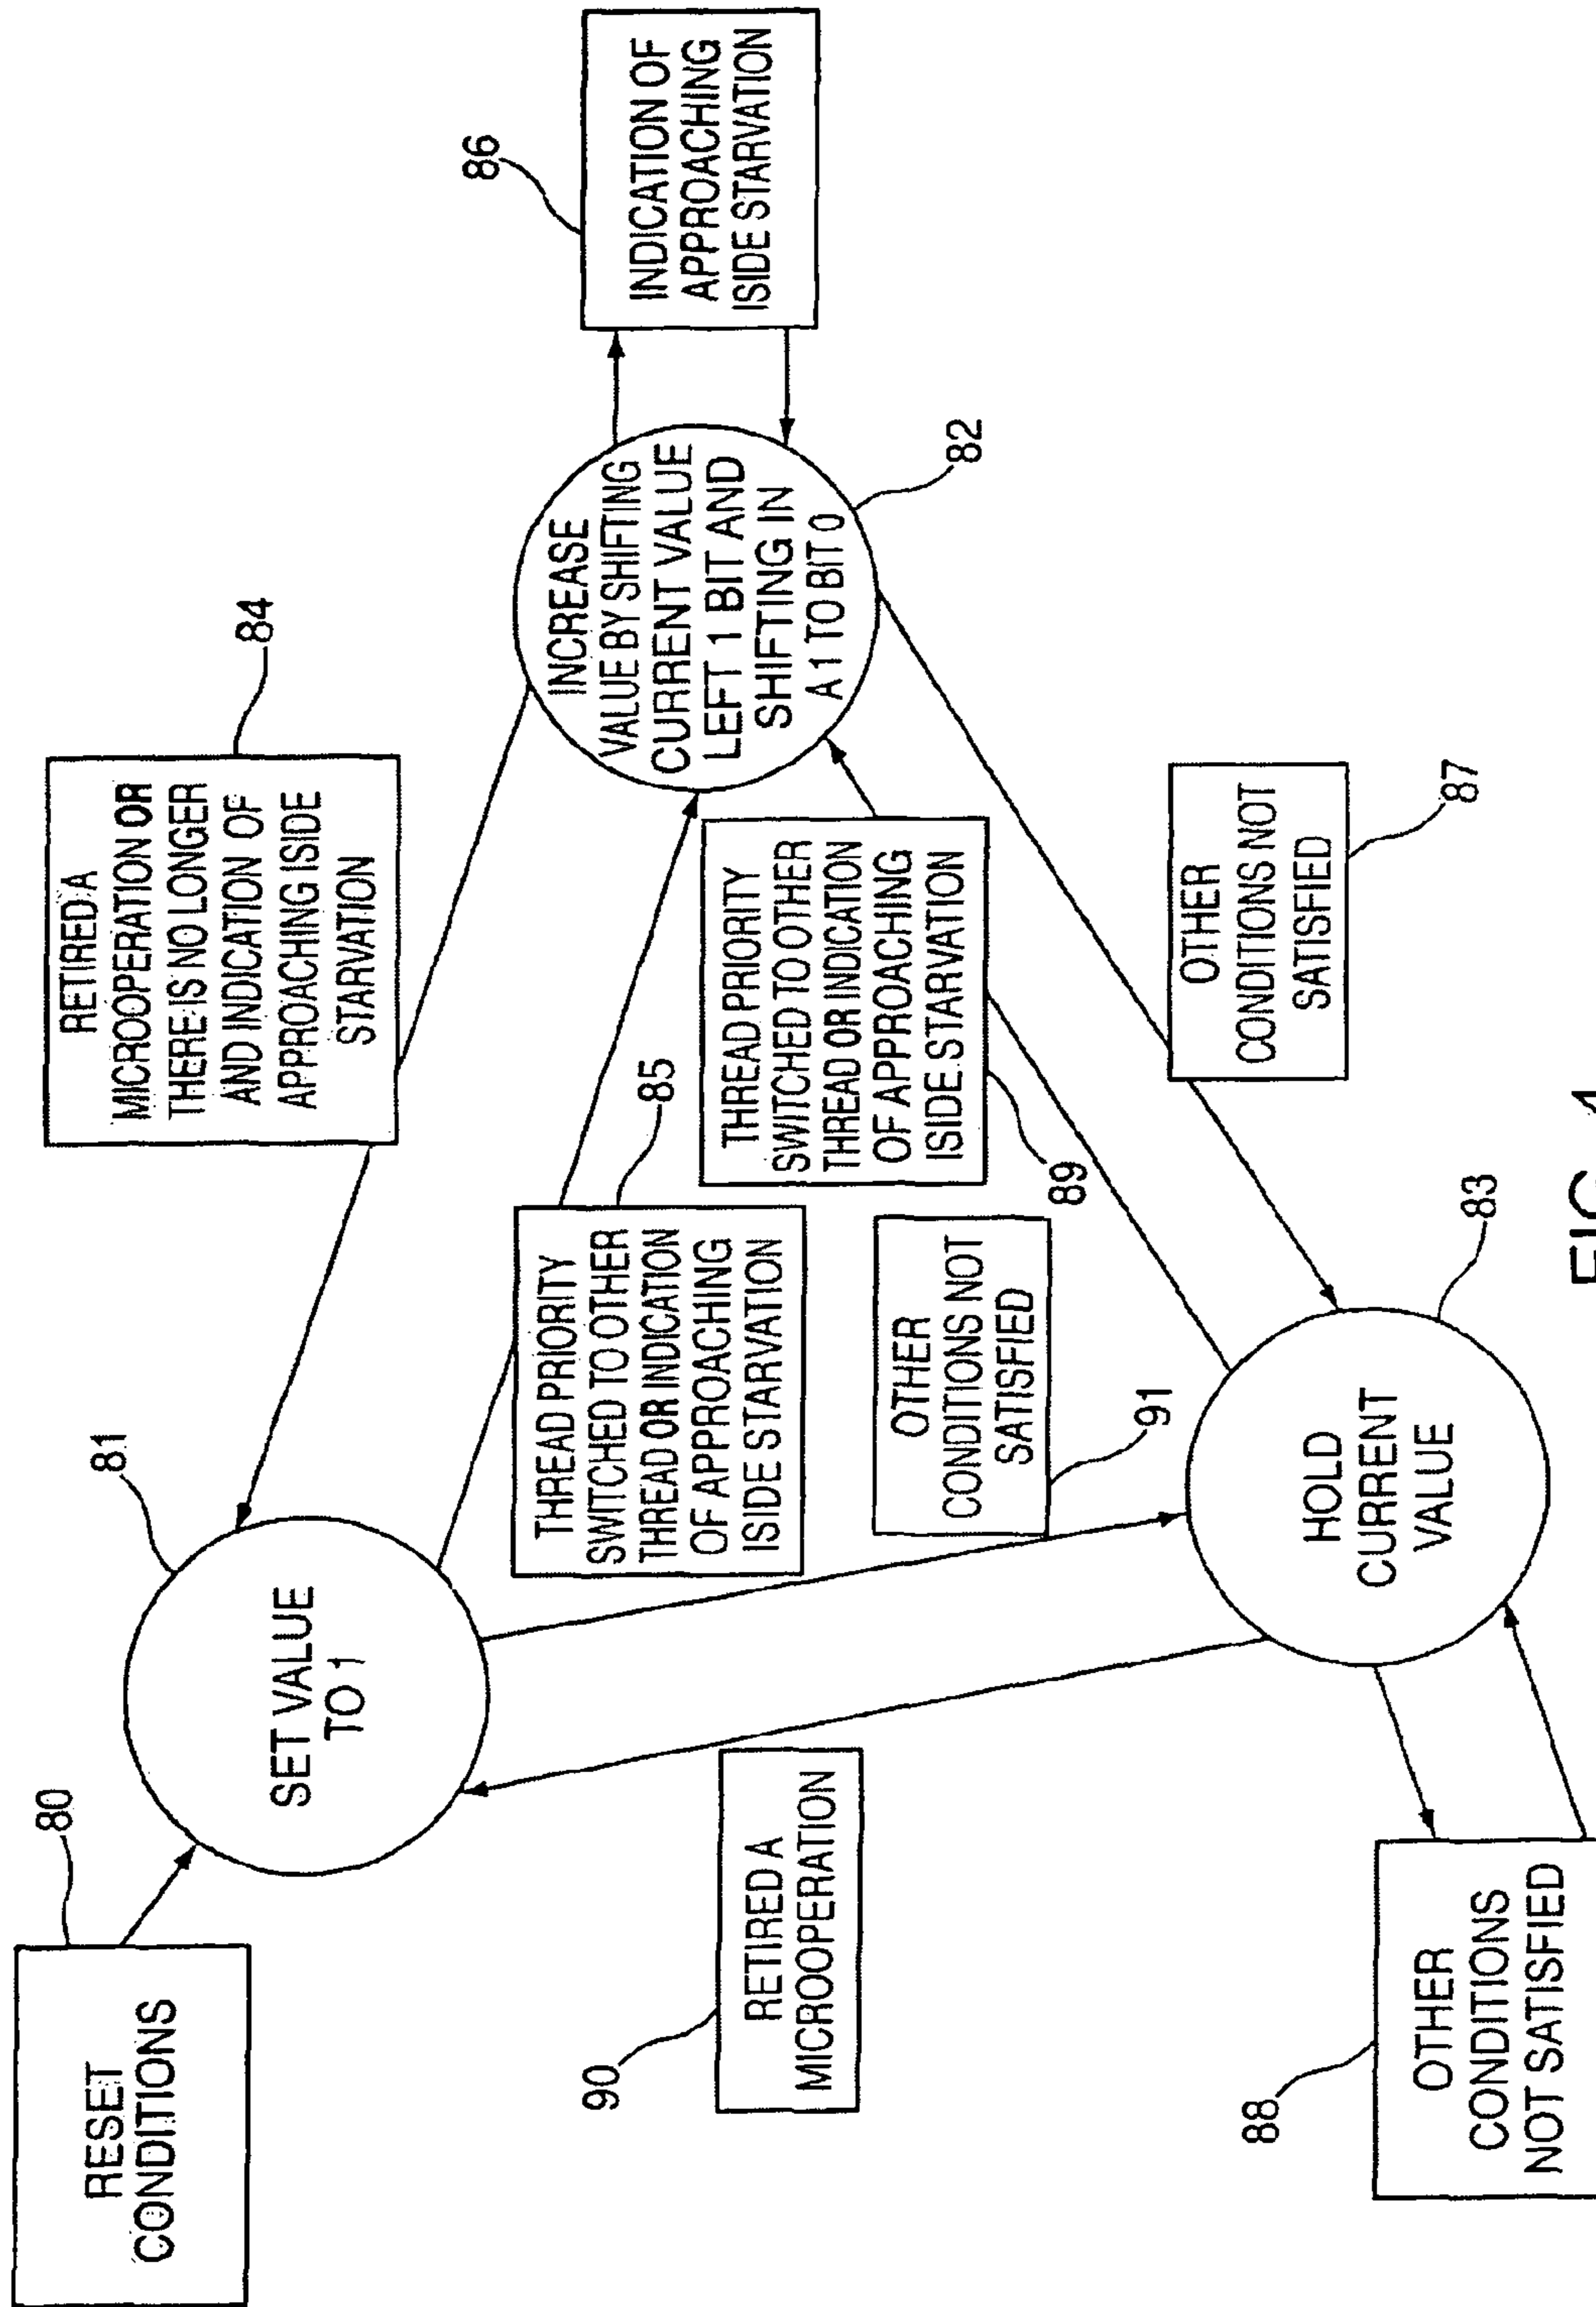 80
RESET
CONDITIONS
81
SET VALUE
TO 1
84
RETIRED A
MICROOPERATION OR
THERE IS NO LONGER
AND INDICATION OF
APPROACHING ISIDE
STARVATION
85
THREAD PRIORITY
SWITCHED TO OTHER
THREAD OR INDICATION
OF APPROACHING
ISIDE STARVATION
82
INCREASE
VALUE BY SHIFTING
CURRENT VALUE
LEFT 1 BIT AND
SHIFTING IN
A 1 TO BIT 0
86
INDICATION OF
APPROACHING
ISIDE STARVATION
89
THREAD PRIORITY
SWITCHED TO OTHER
THREAD OR INDICATION
OF APPROACHING
ISIDE STARVATION
90
RETIRED A
MICROOPERATION
91
OTHER
CONDITIONS NOT
SATISFIED
87
OTHER
CONDITIONS NOT
SATISFIED
83
HOLD
CURRENT
VALUE
88
OTHER
CONDITIONS
NOT SATISFIED